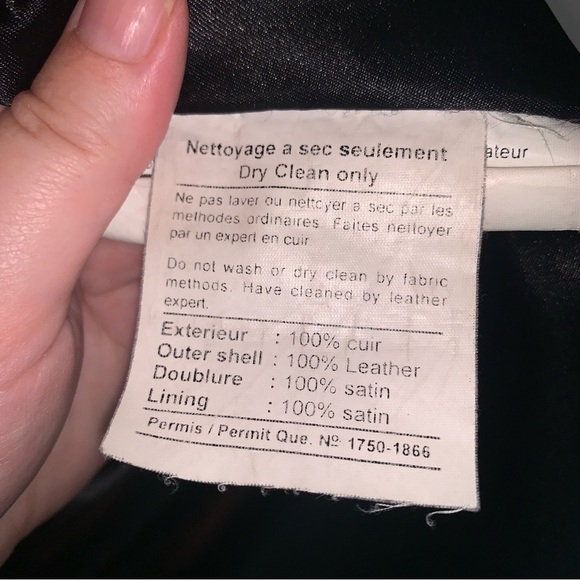 Nettoyage a sec seulement
ateur
Dry Clean only
Ne pas laver ou nettcyer a sec par les
methodes ordinaires. Faites nettoyer
par un expert en cuir
Do not wash or dry clean by fabric
methods. Have cleaned by leather
expert.
Exterieur : 100% cuir
Outer shell : 100% Leather
Doublure : 100% satin
Lining : 100% satin
Permis / Permit Que. Nº 1750-1866